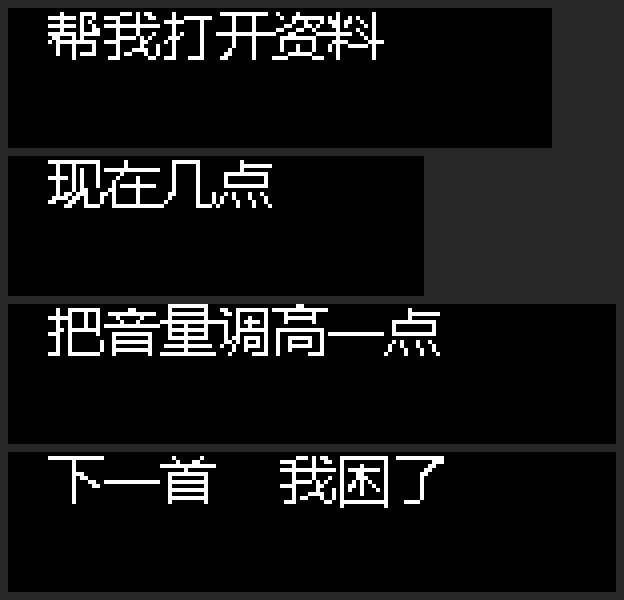 帮我打开资料
现在几点
把音量调高一点
下一首 我困了